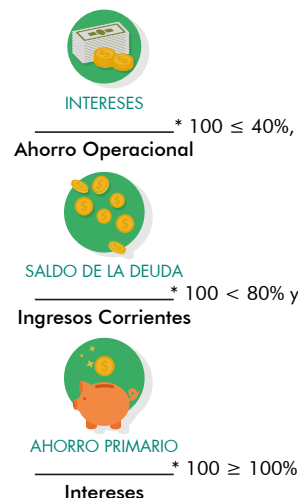 INTERESES
* 100 ≤ 40%,
Ahorro Operacional
SALDO DE LA DEUDA
* 100 < 80% y
Ingresos Corrientes
AHORRO PRIMARIO
* 100 ≥ 100%
Intereses